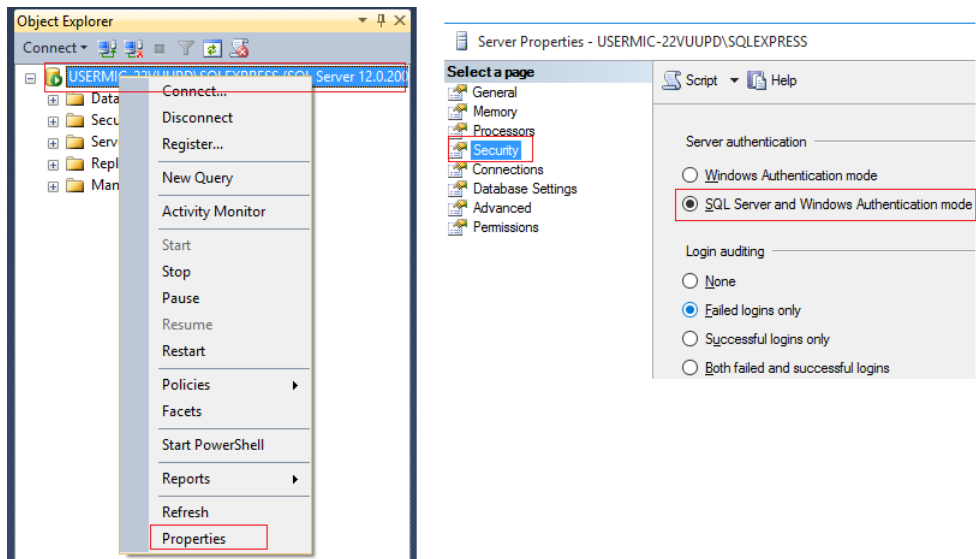 Object Explorer
Connect
USERMIC-22VUUPD\SQLEXPRESS (SQL Server 12.0.200
Data
Secu
Serv
Repl
Man
Connect...
Disconnect
Register...
New Query
Activity Monitor
Start
Stop
Pause
Resume
Restart
Policies
Facets
Start PowerShell
Reports
Refresh
Properties
Server Properties - USERMIC-22VUUPD\SQLEXPRESS
Select a page
General
Memory
Processors
Security
Connections
Database Settings
Advanced
Permissions
Script Help
Server authentication
Windows Authentication mode
SQL Server and Windows Authentication mode
Login auditing
None
Failed logins only
Successful logins only
Both failed and successful logins